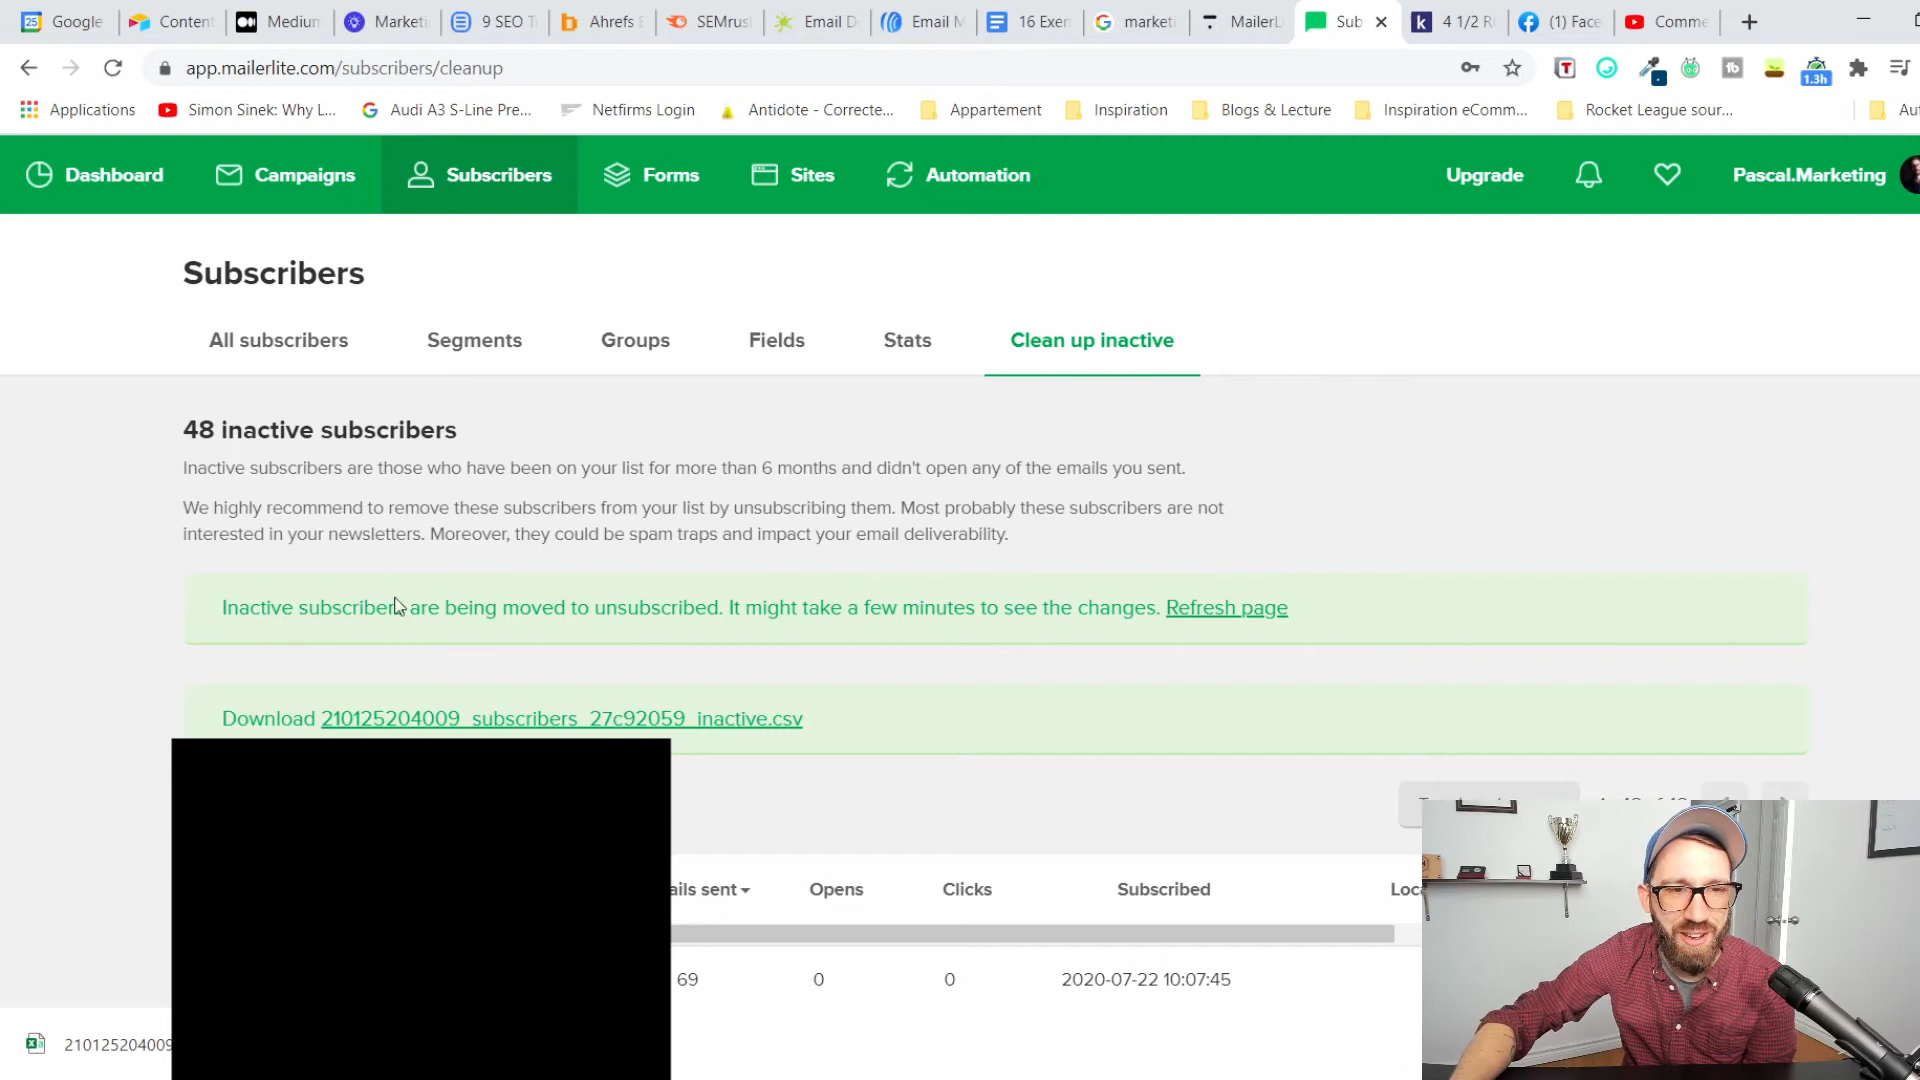 Google
Content
Medium
Marketi
9 SEO T
Ahrefs E
SEMrus
Email D
Email M
16 Exem
market
MailerL
Sub
4 1/2 R
(1) Face
Comme
app.mailerlite.com/subscribers/cleanup
1.3h
Applications
Simon Sinek: Why L...
Audi A3 S-Line Pre...
Netfirms Login
Antidote - Correcte...
Appartement
Inspiration
Blogs & Lecture
Inspiration eComm...
Rocket League sour...
Au
Dashboard
Campaigns
Subscribers
Forms
Sites
Automation
Upgrade
Pascal.Marketing
Subscribers
All subscribers
Segments
Groups
Fields
Stats
Clean up inactive
48 inactive subscribers
Inactive subscribers are those who have been on your list for more than 6 months and didn't open any of the emails you sent.
We highly recommend to remove these subscribers from your list by unsubscribing them. Most probably these subscribers are not
interested in your newsletters. Moreover, they could be spam traps and impact your email deliverability.
Inactive subscribers are being moved to unsubscribed. It might take a few minutes to see the changes. Refresh page
Download 210125204009_subscribers_27c92059_inactive.csv
ails sent
Opens
Clicks
Subscribed
Loc
69
0
0
2020-07-22 10:07:45
210125204009